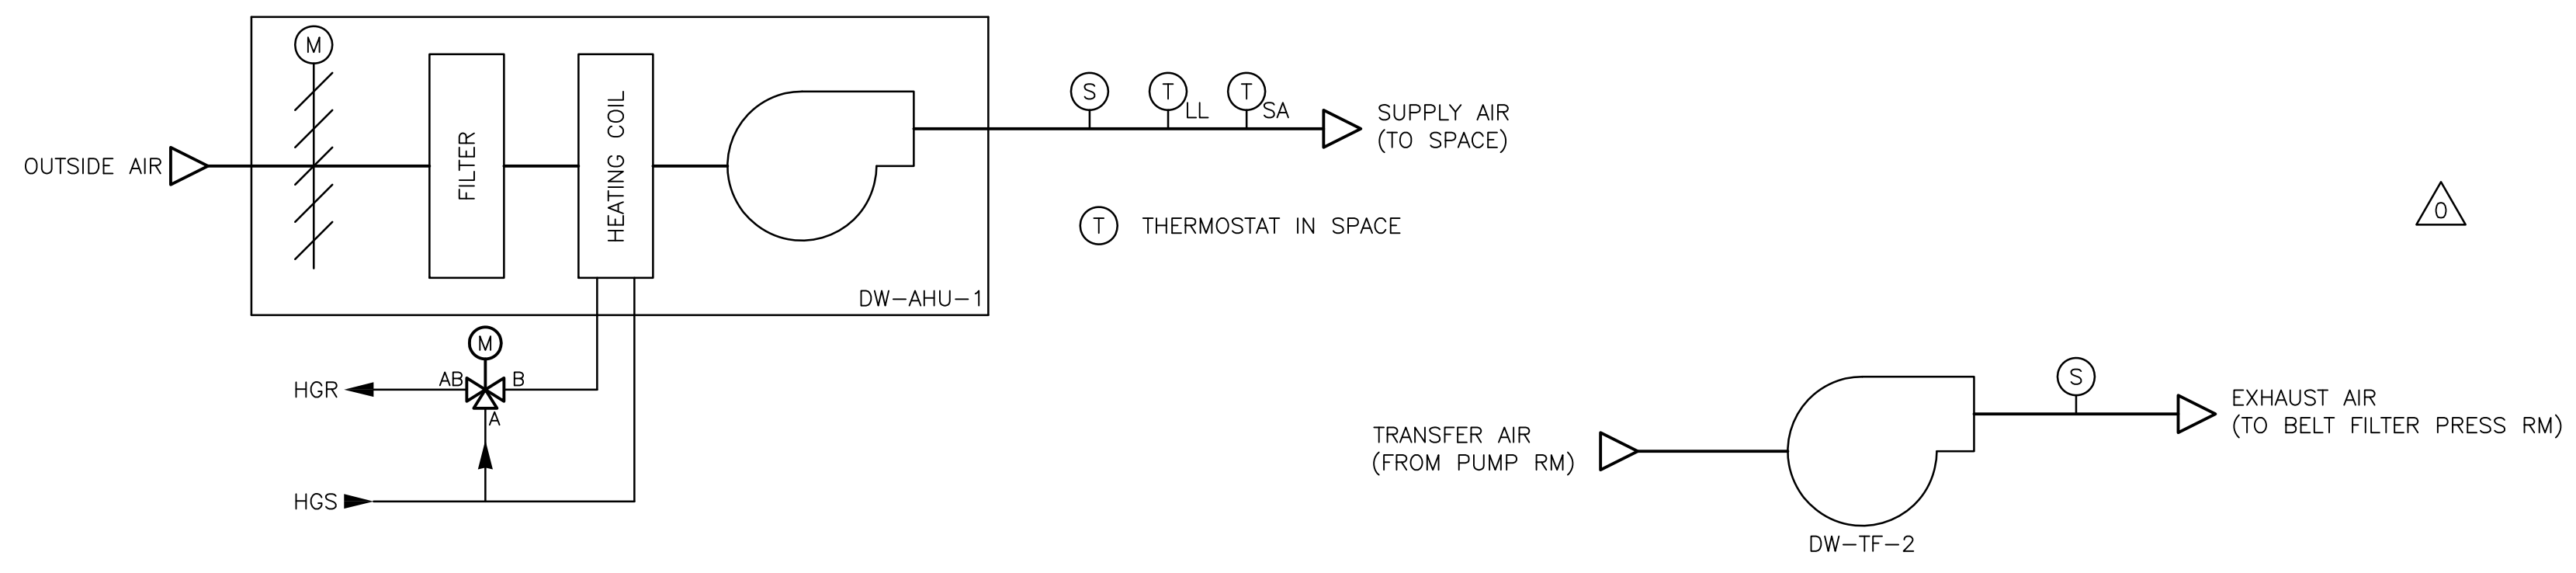 M
FILTER
HEATING COIL
OUTSIDE AIR
DW-AHU-1
S
T
LL
T
SA
SUPPLY AIR
(TO SPACE)
T THERMOSTAT IN SPACE
0
M
HGR
AB
B
A
HGS
TRANSFER AIR
(FROM PUMP RM)
S
EXHAUST AIR
(TO BELT FILTER PRESS RM)
DW-TF-2